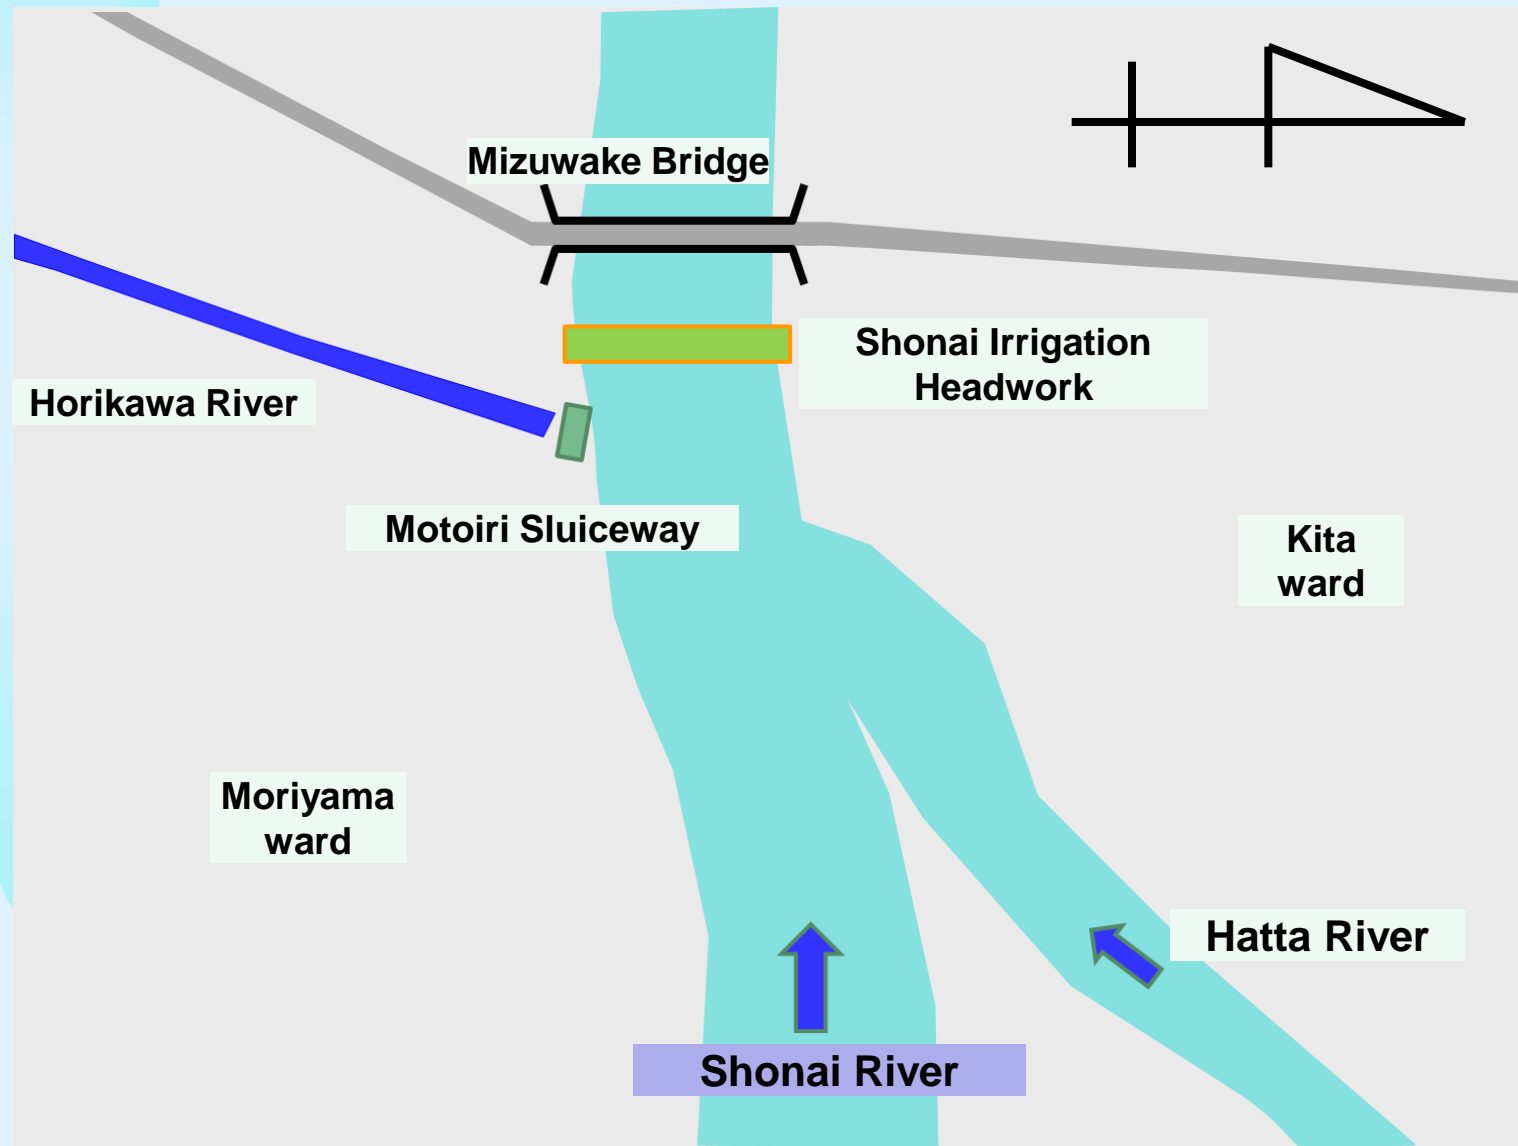 Mizuwake Bridge
Shonai Irrigation
Headwork
Horikawa River
Motoiri Sluiceway
Kita
ward
Moriyama
ward
Hatta River
Shonai River